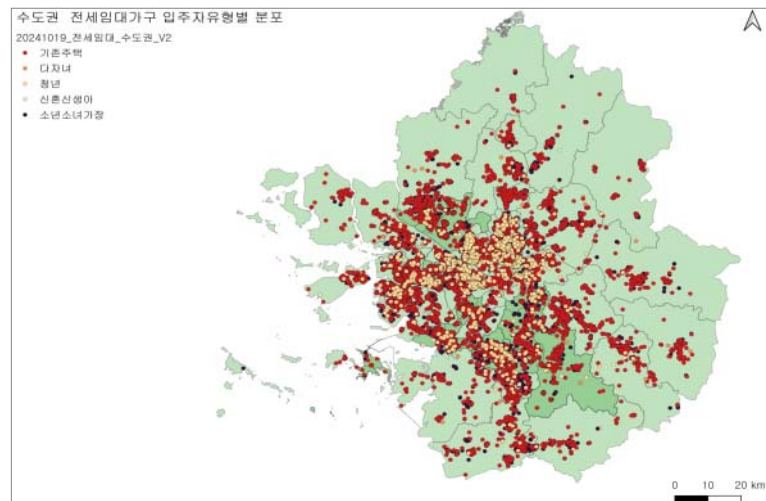 수도권 전세임대가구 입주자유형별 분포
20241019_전세임대_수도권_V2
기존주택
다자녀
청년
신혼신생아
소년소녀가장
0 10 20 km